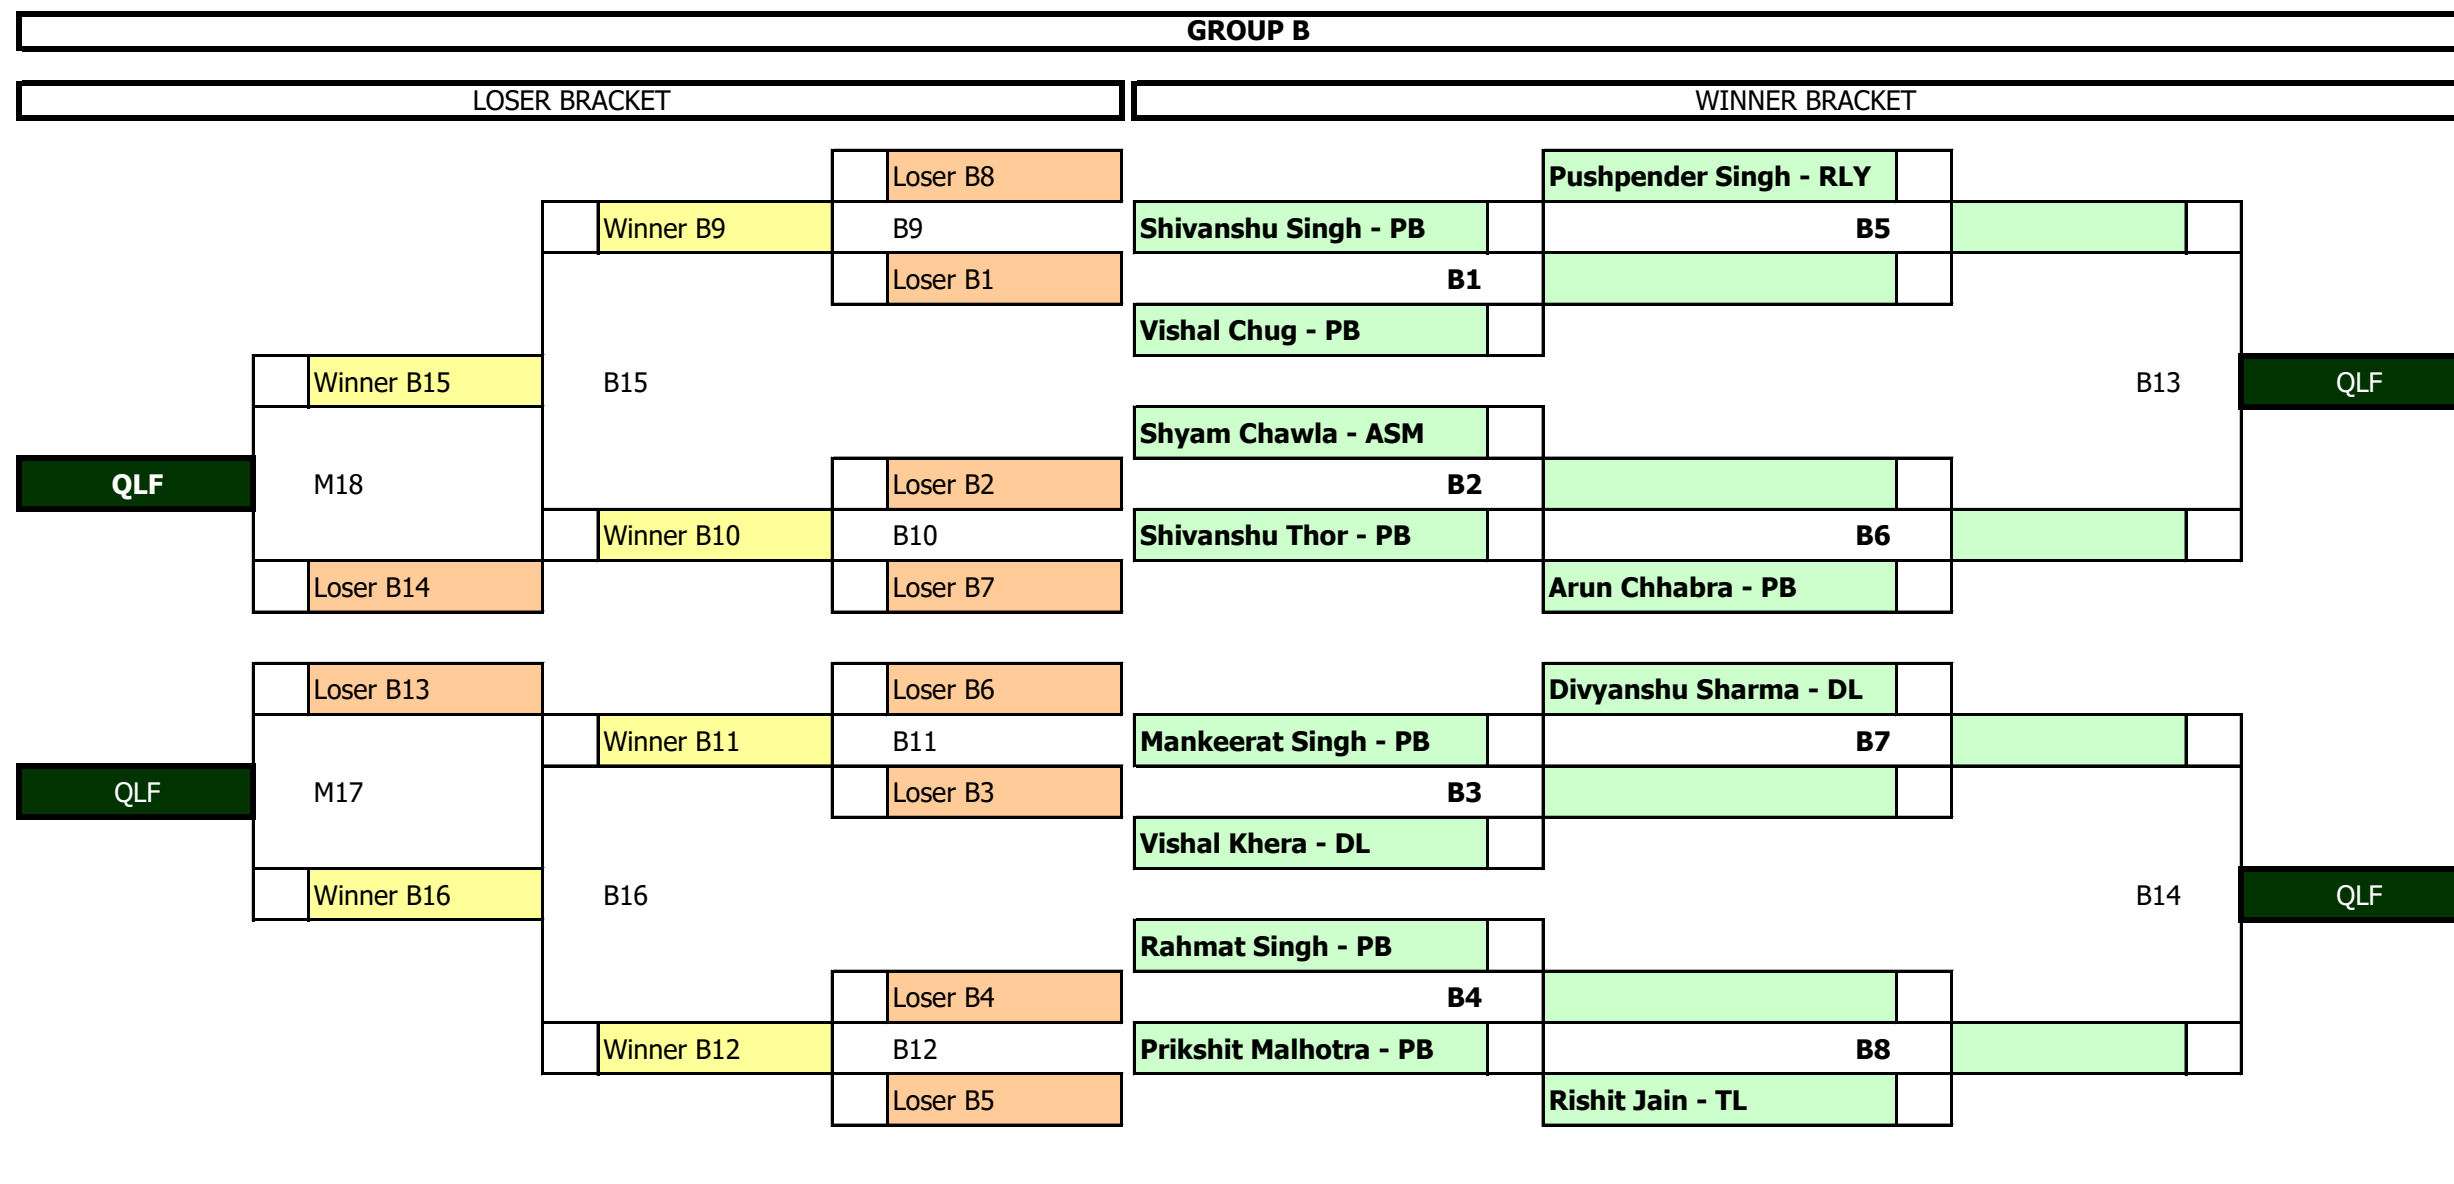 GROUP B
LOSER BRACKET WINNER BRACKET
Loser B8 Pushpender Singh - RLY
Winner B9 B9 Shivanshu Singh - PB B5
Loser B1 B1
Vishal Chug - PB
Winner B15 B15 B13 QLF
Shyam Chawla - ASM
QLF M18 Loser B2 B2
Winner B10 B10 Shivanshu Thor - PB B6
Loser B14 Loser B7 Arun Chhabra - PB
Loser B13 Loser B6 Divyanshu Sharma - DL
Winner B11 B11 Mankeerat Singh - PB B7
QLF M17 Loser B3 B3
Vishal Khera - DL
Winner B16 B16 B14 QLF
Rahmat Singh - PB
Loser B4 B4
Winner B12 B12 Prikshit Malhotra - PB B8
Loser B5 Rishit Jain - TL